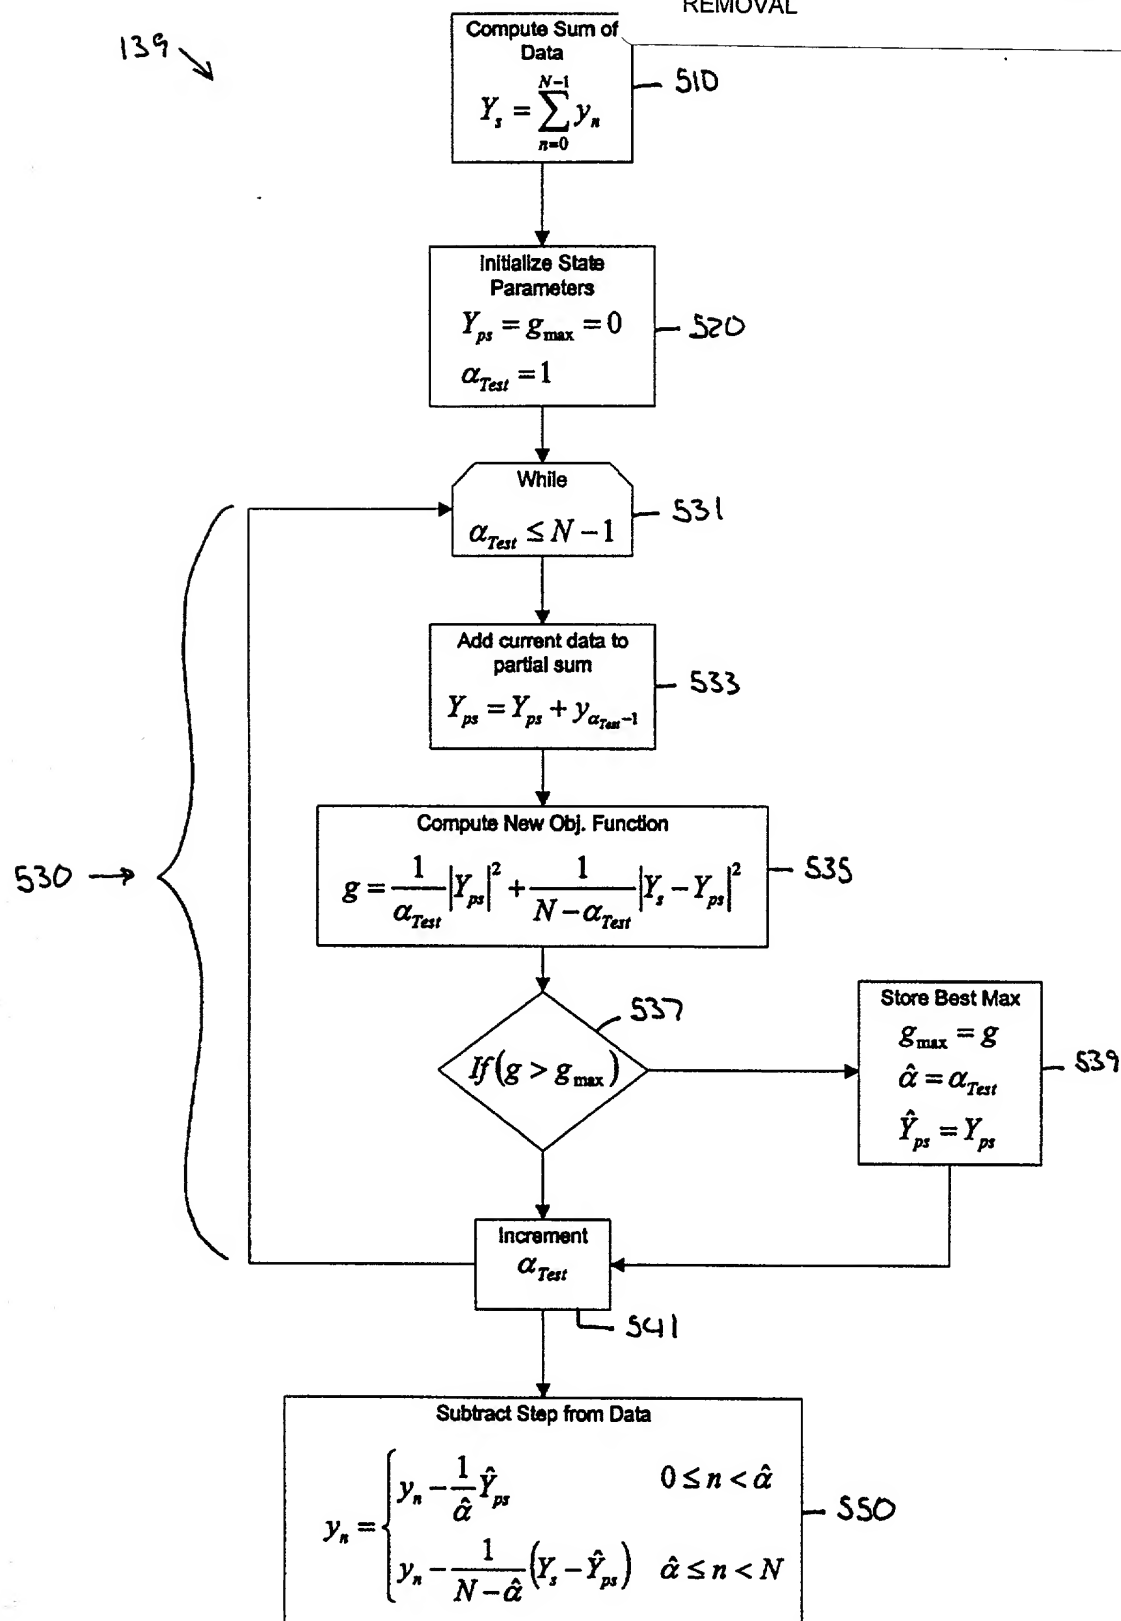 REMOVAL
139
Compute Sum of
Data
Y_s = \sum_{n=0}^{N-1} y_n
510
Initialize State
Parameters
Y_{ps} = g_{max} = 0
α_{Test} = 1
520
While
α_{Test} ≤ N − 1
531
Add current data to
partial sum
Y_{ps} = Y_{ps} + y_{α_{Test}−1}
533
Compute New Obj. Function
g = \frac{1}{α_{Test}} |Y_{ps}|^2 + \frac{1}{N − α_{Test}} |Y_s − Y_{ps}|^2
535
530
537
If(g > g_{max})
Store Best Max
g_{max} = g
\hat{α} = α_{Test}
\hat{Y}_{ps} = Y_{ps}
539
Increment
α_{Test}
541
Subtract Step from Data
y_n = { y_n − \frac{1}{\hat{α}} \hat{Y}_{ps} 0 ≤ n < \hat{α}
y_n − \frac{1}{N − \hat{α}} (Y_s − \hat{Y}_{ps}) \hat{α} ≤ n < N
550